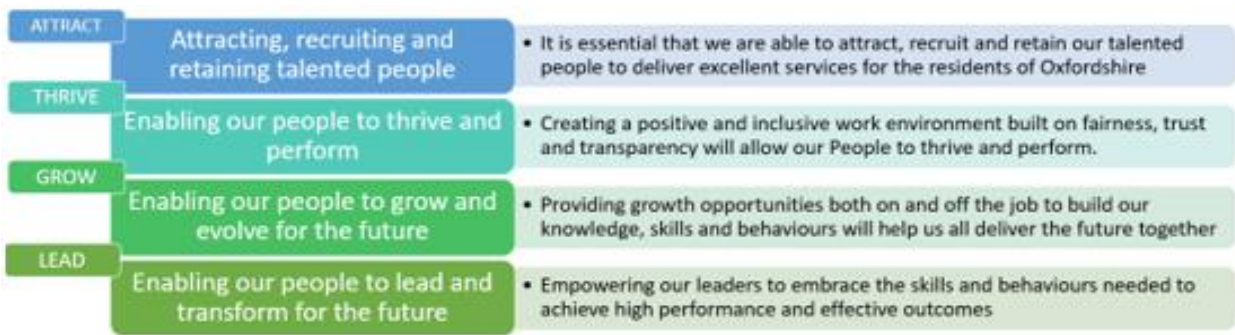 ATTRACT
Attracting, recruiting and
retaining talented people
• It is essential that we are able to attract, recruit and retain our talented
people to deliver excellent services for the residents of Oxfordshire
THRIVE
Enabling our people to thrive and
perform
• Creating a positive and inclusive work environment built on fairness, trust
and transparency will allow our People to thrive and perform.
GROW
Enabling our people to grow and
evolve for the future
• Providing growth opportunities both on and off the job to build our
knowledge, skills and behaviours will help us all deliver the future together
LEAD
Enabling our people to lead and
transform for the future
• Empowering our leaders to embrace the skills and behaviours needed to
achieve high performance and effective outcomes